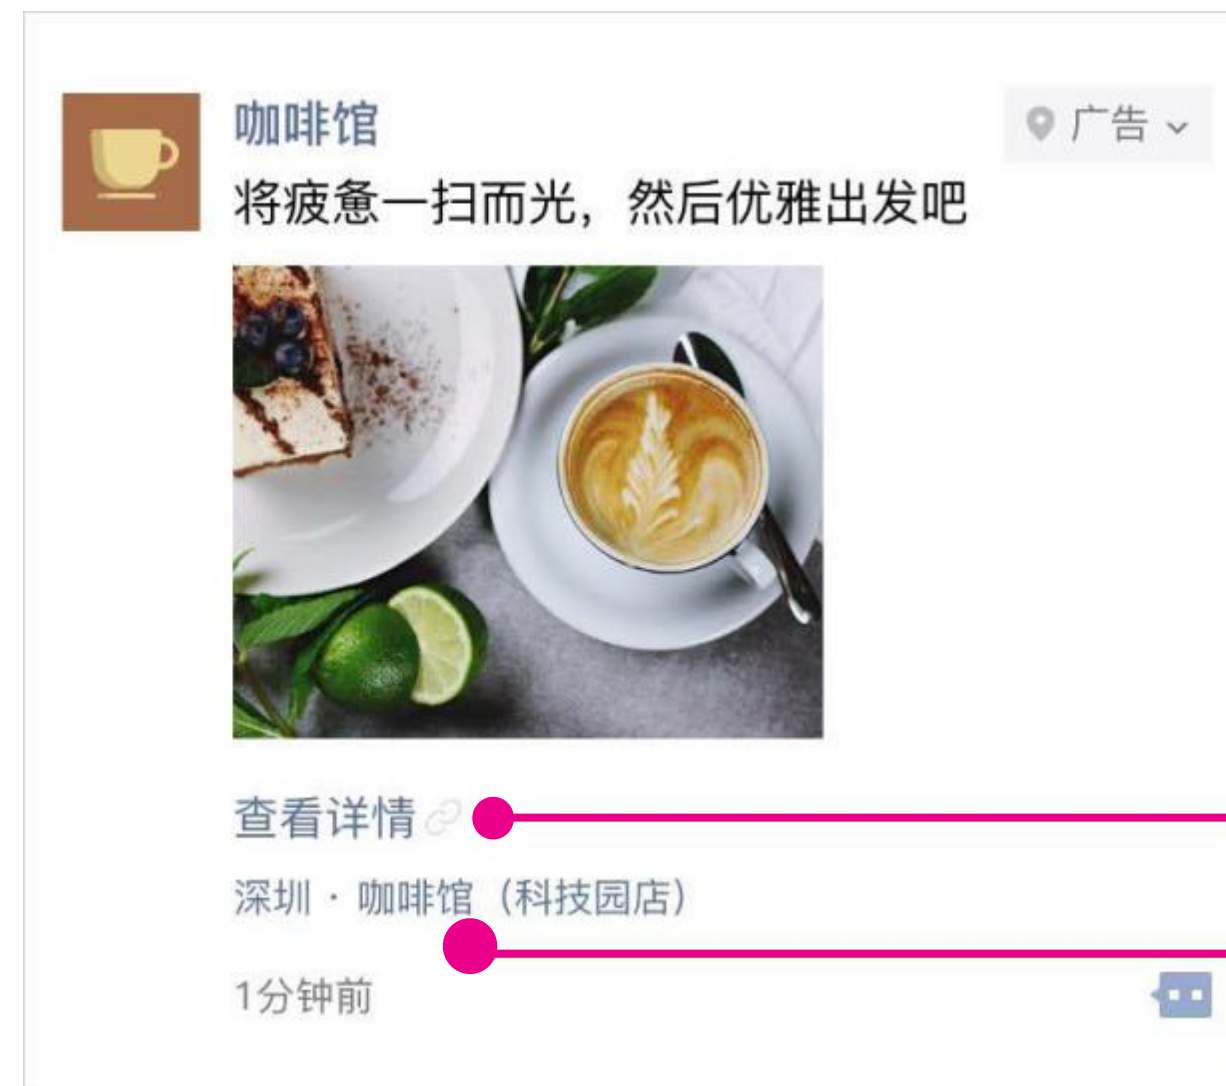 咖啡馆
广告
将疲惫一扫而光，然后优雅出发吧
查看详情
深圳 · 咖啡馆（科技园店）
1分钟前